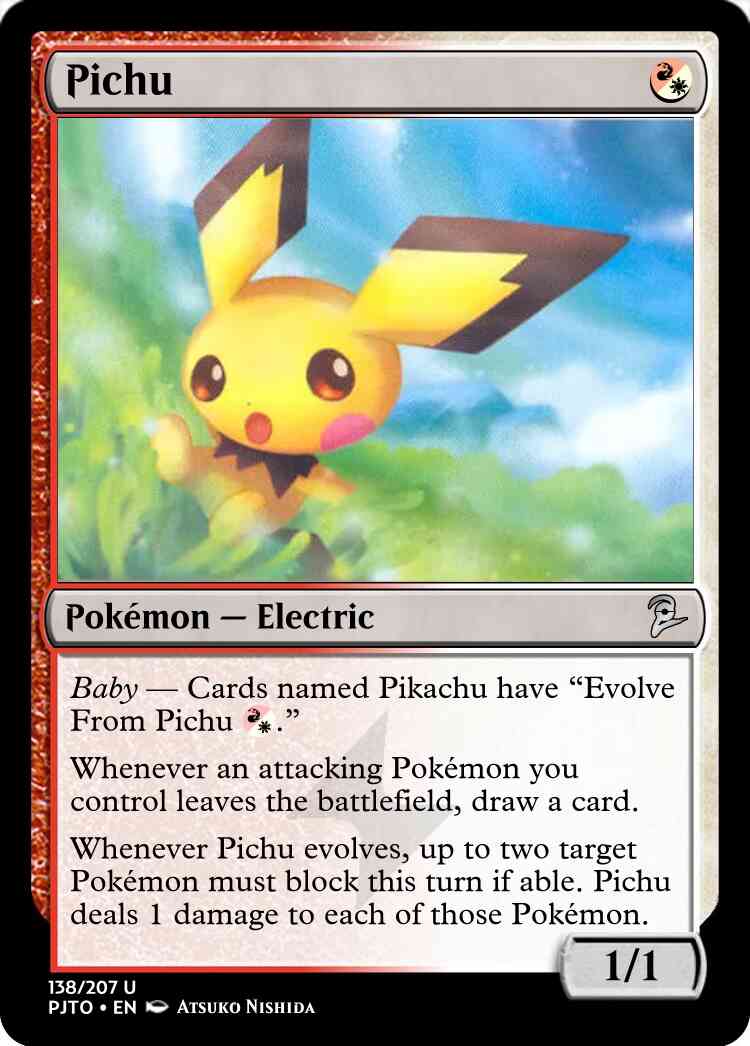 Pichu
Pokémon — Electric
Baby — Cards named Pikachu have “Evolve
From Pichu .”
Whenever an attacking Pokémon you
control leaves the battlefield, draw a card.
Whenever Pichu evolves, up to two target
Pokémon must block this turn if able. Pichu
deals 1 damage to each of those Pokémon.
1/1
138/207 U
PJTO • EN Atsuko Nishida